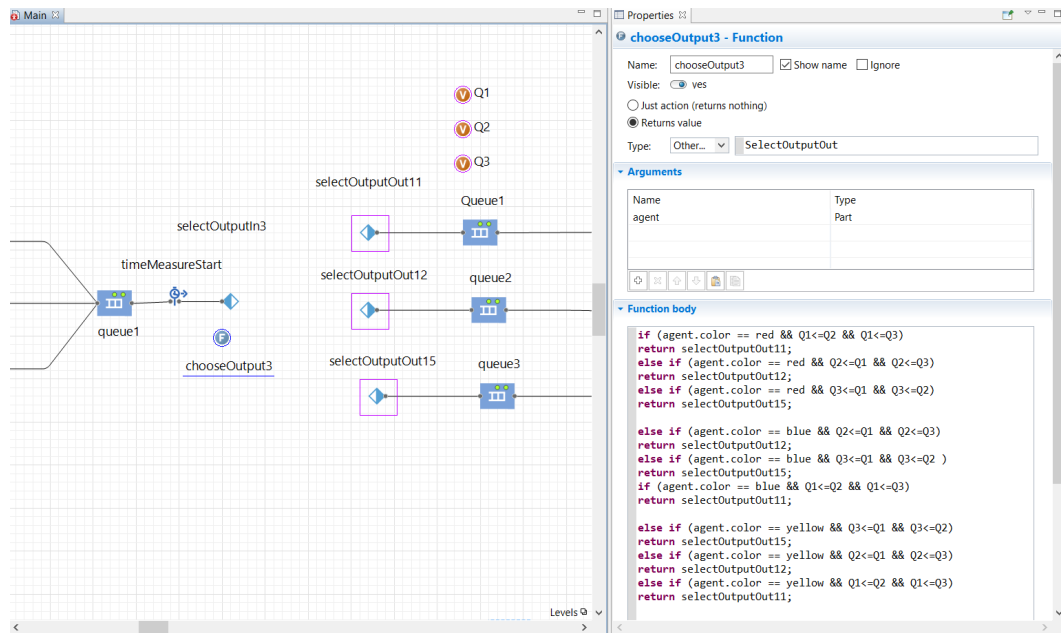 Main
Q1
Q2
Q3
selectOutputOut11
Queue1
selectOutputIn3
timeMeasureStart
selectOutputOut12
queue2
queue1
chooseOutput3
selectOutputOut15
queue3
Levels
Properties
chooseOutput3 - Function
Name: chooseOutput3 Show name Ignore
Visible: yes
Just action (returns nothing)
Returns value
Type: Other... SelectOutputOut
Arguments
Name Type
agent Part
Function body
if (agent.color == red && Q1<=Q2 && Q1<=Q3)
return selectOutputOut11;
else if (agent.color == red && Q2<=Q1 && Q2<=Q3)
return selectOutputOut12;
else if (agent.color == red && Q3<=Q1 && Q3<=Q2)
return selectOutputOut15;
else if (agent.color == blue && Q2<=Q1 && Q2<=Q3)
return selectOutputOut12;
else if (agent.color == blue && Q3<=Q1 && Q3<=Q2 )
return selectOutputOut15;
if (agent.color == blue && Q1<=Q2 && Q1<=Q3)
return selectOutputOut11;
else if (agent.color == yellow && Q3<=Q1 && Q3<=Q2)
return selectOutputOut15;
else if (agent.color == yellow && Q2<=Q1 && Q2<=Q3)
return selectOutputOut12;
else if (agent.color == yellow && Q1<=Q2 && Q1<=Q3)
return selectOutputOut11;